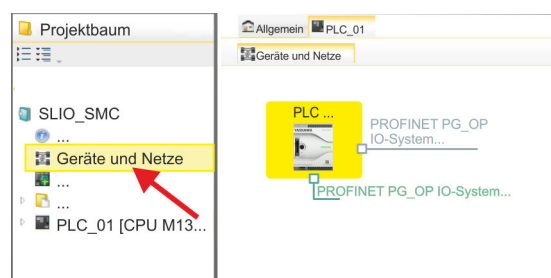 Projektbaum
SLIO_SMC
...
Geräte und Netze
...
...
PLC_01 [CPU M13...
Allgemein PLC_01
Geräte und Netze
PLC ...
YASKAWA
PROFINET PG_OP
IO-System...
PROFINET PG_OP IO-System...